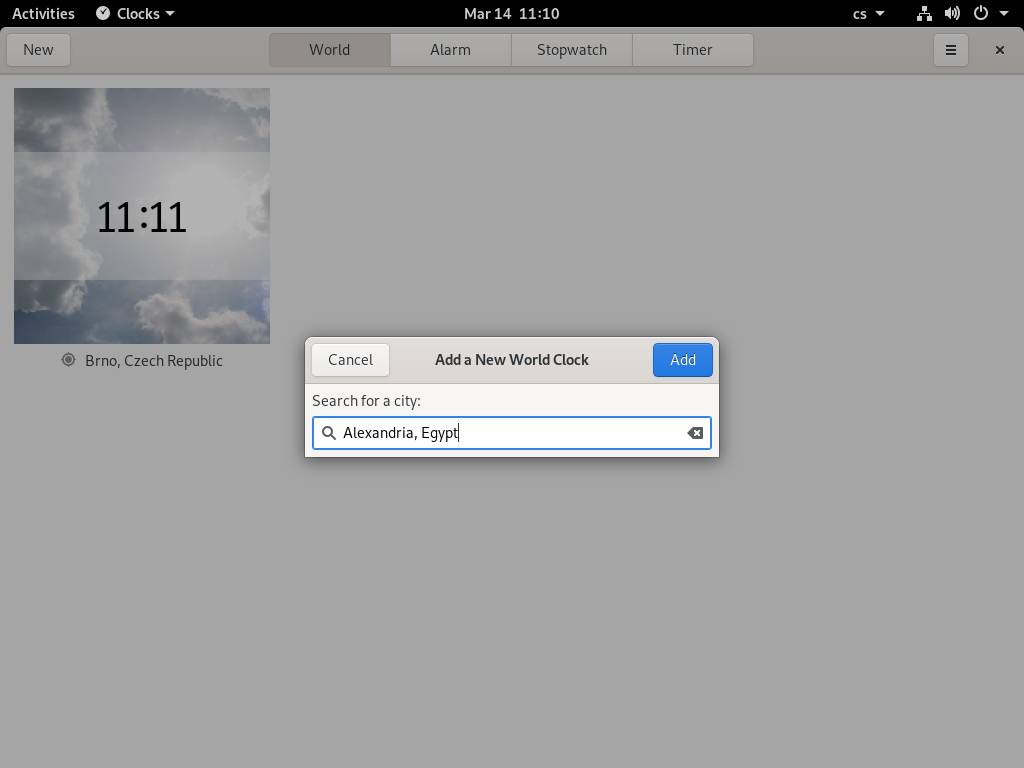 Activities Clocks Mar 14 11:10 cs
New World Alarm Stopwatch Timer
11:11
Brno, Czech Republic
Cancel Add a New World Clock Add
Search for a city:
Alexandria, Egypt